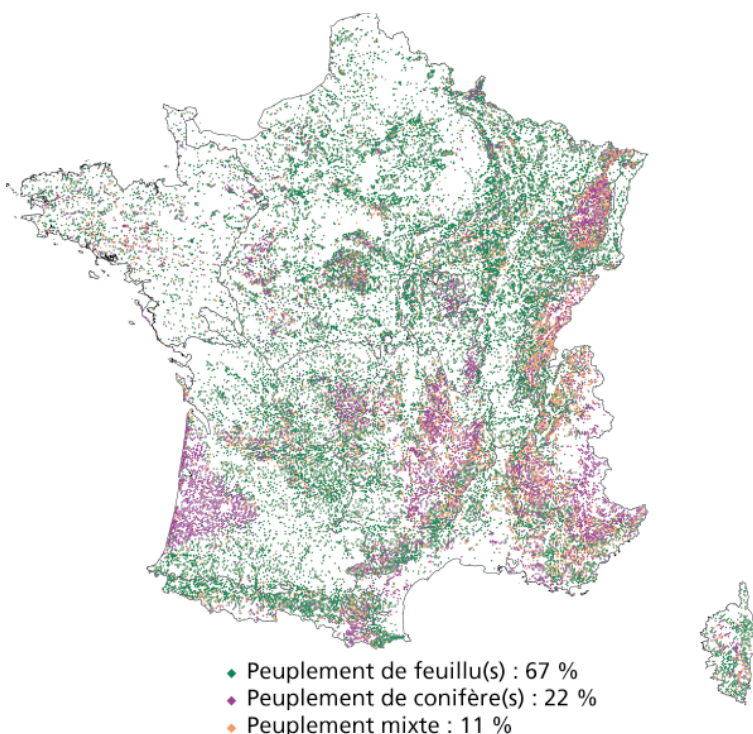 Peuplement de feuillu(s) : 67 %
Peuplement de conifère(s) : 22 %
Peuplement mixte : 11 %